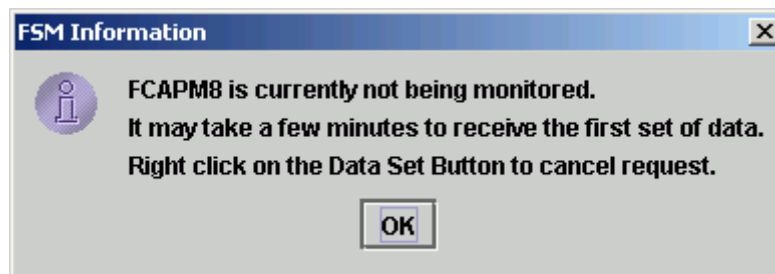 FSM Information
FCAPM8 is currently not being monitored.
It may take a few minutes to receive the first set of data.
Right click on the Data Set Button to cancel request.
OK